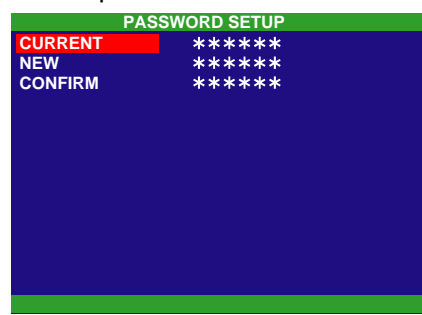 PASSWORD SETUP
CURRENT ******
NEW ******
CONFIRM ******